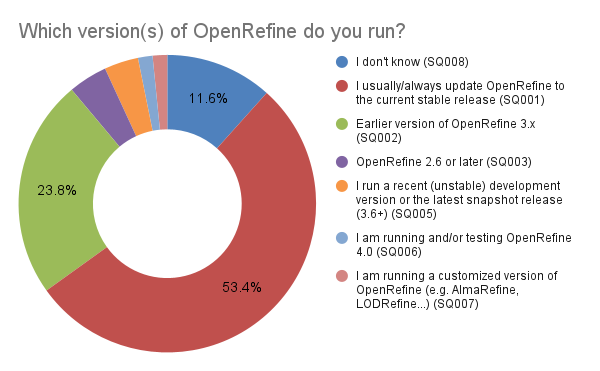 Which version(s) of OpenRefine do you run?
11.6%
53.4%
23.8%
I don't know (SQ008)
I usually/always update OpenRefine to
the current stable release (SQ001)
Earlier version of OpenRefine 3.x
(SQ002)
OpenRefine 2.6 or later (SQ003)
I run a recent (unstable) development
version or the latest snapshot release
(3.6+) (SQ005)
I am running and/or testing OpenRefine
4.0 (SQ006)
I am running a customized version of
OpenRefine (e.g. AlmaRefine,
LODRefine...) (SQ007)